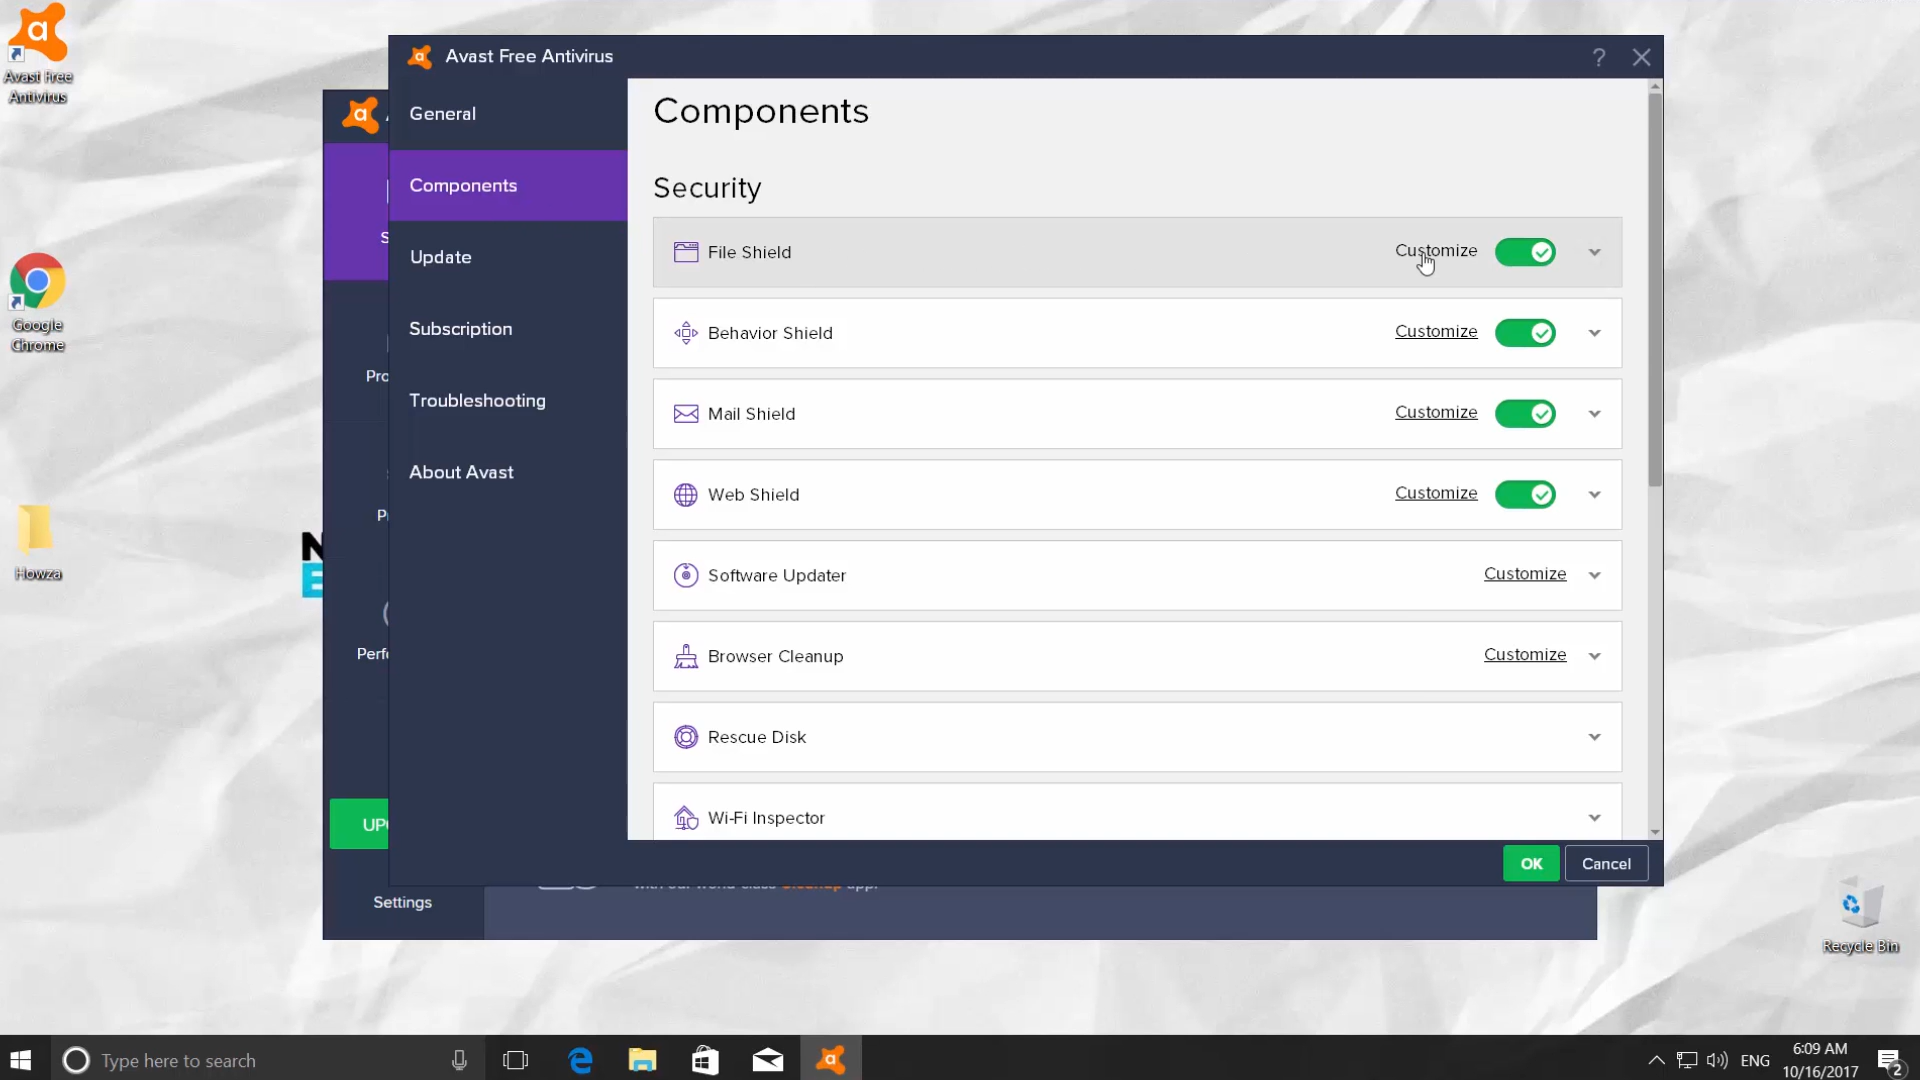 Avast Free
Antivirus
Google
Chrome
Howza
N
E
UP
Settings
Avast Free Antivirus
?
General
Components
Update
Subscription
Troubleshooting
About Avast
Components
Security
File Shield
Customize
Behavior Shield
Customize
Mail Shield
Customize
Web Shield
Customize
Software Updater
Customize
Browser Cleanup
Customize
Rescue Disk
Wi-Fi Inspector
OK
Cancel
Recycle Bin
Type here to search
ENG
6:09 AM
10/16/2017
2